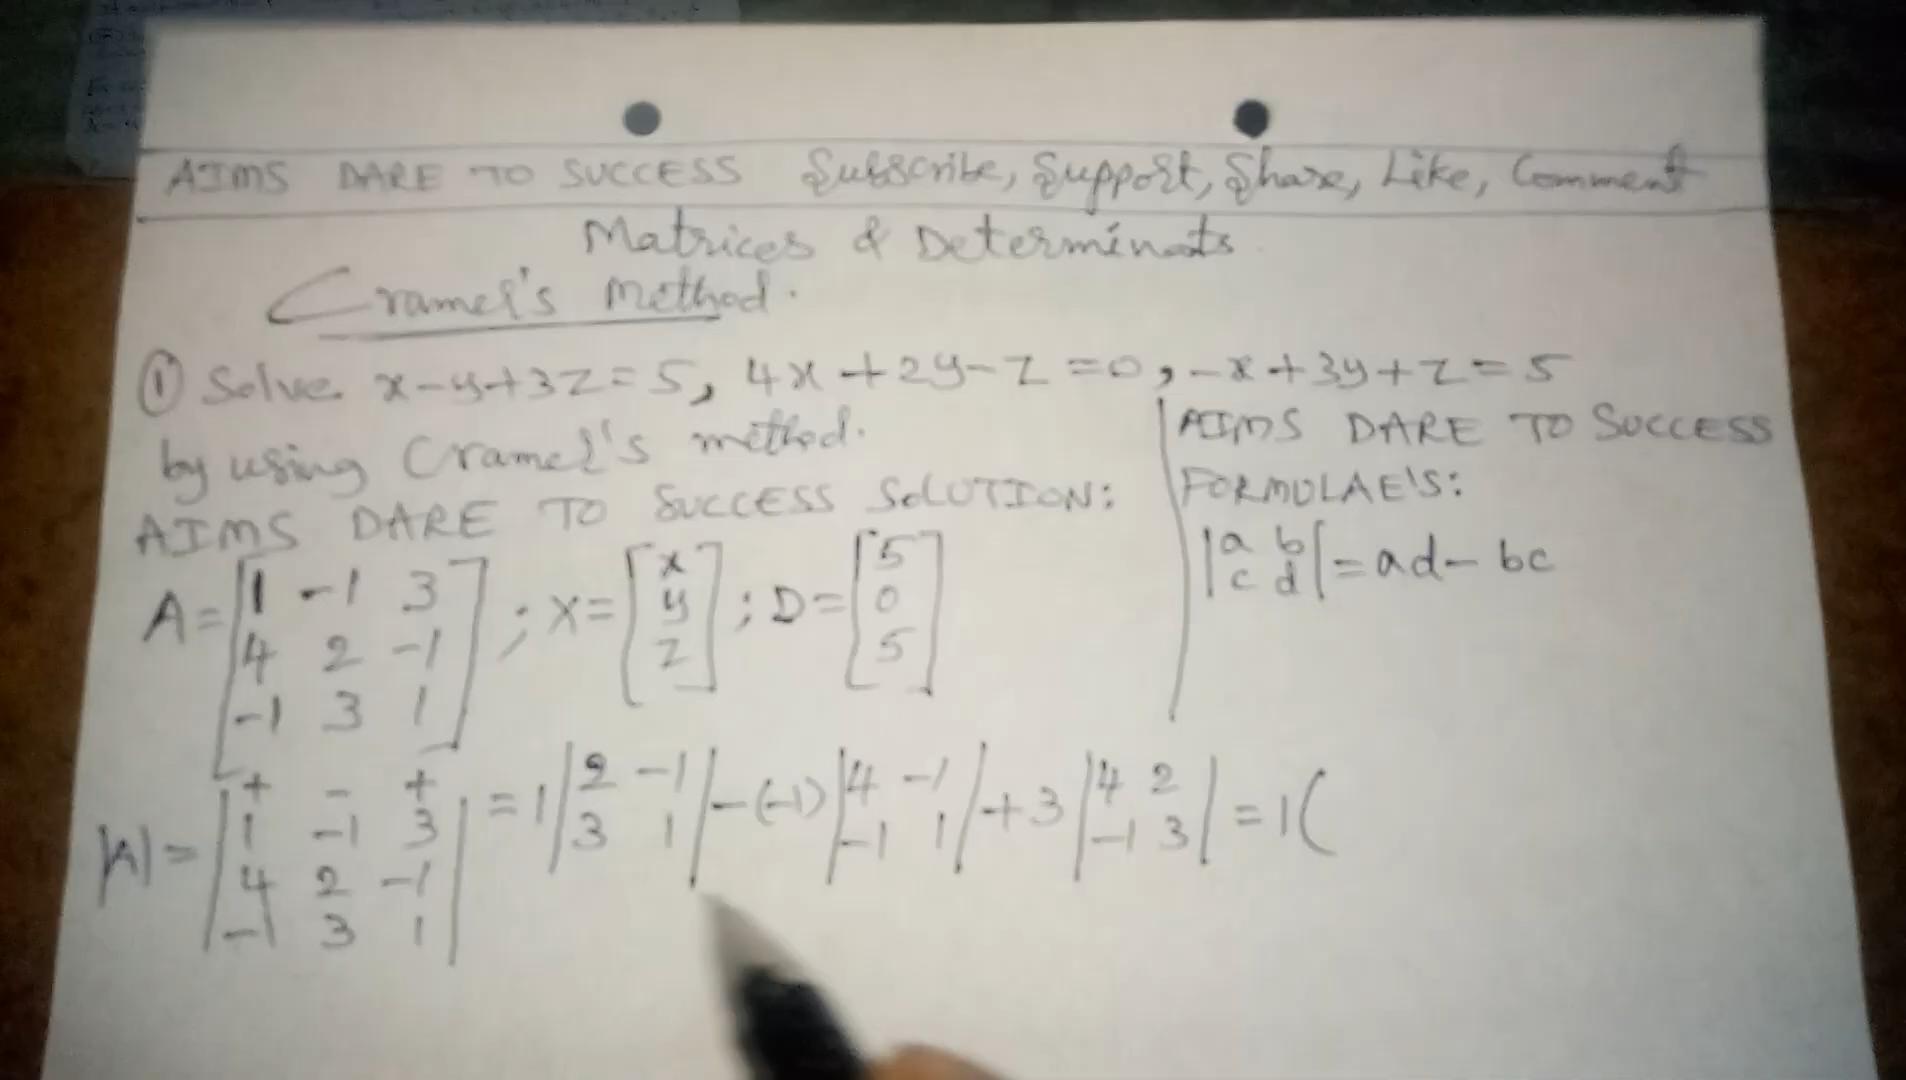 AIMS DARE TO SUCCESS Subscribe, Support, Share, Like, Comment
Matrices & Determinats
Cramer's Method.
① Solve x-y+3z=5, 4x+2y-z=0, -x+3y+z=5
by using Cramer's method.
AIMS DARE TO SUCCESS SOLUTION:
AIMS DARE TO SUCCESS
FORMULAE'S:
|a b|
|c d| = ad - bc
A = [1 -1 3; 4 2 -1; -1 3 1] ; X = [x; y; z] ; D = [5; 0; 5]
+ - +
|A| = |1 -1 3; 4 2 -1; -1 3 1| = 1|2 -1; 3 1| -(-1)|4 -1; -1 1| +3|4 2; -1 3| = 1(